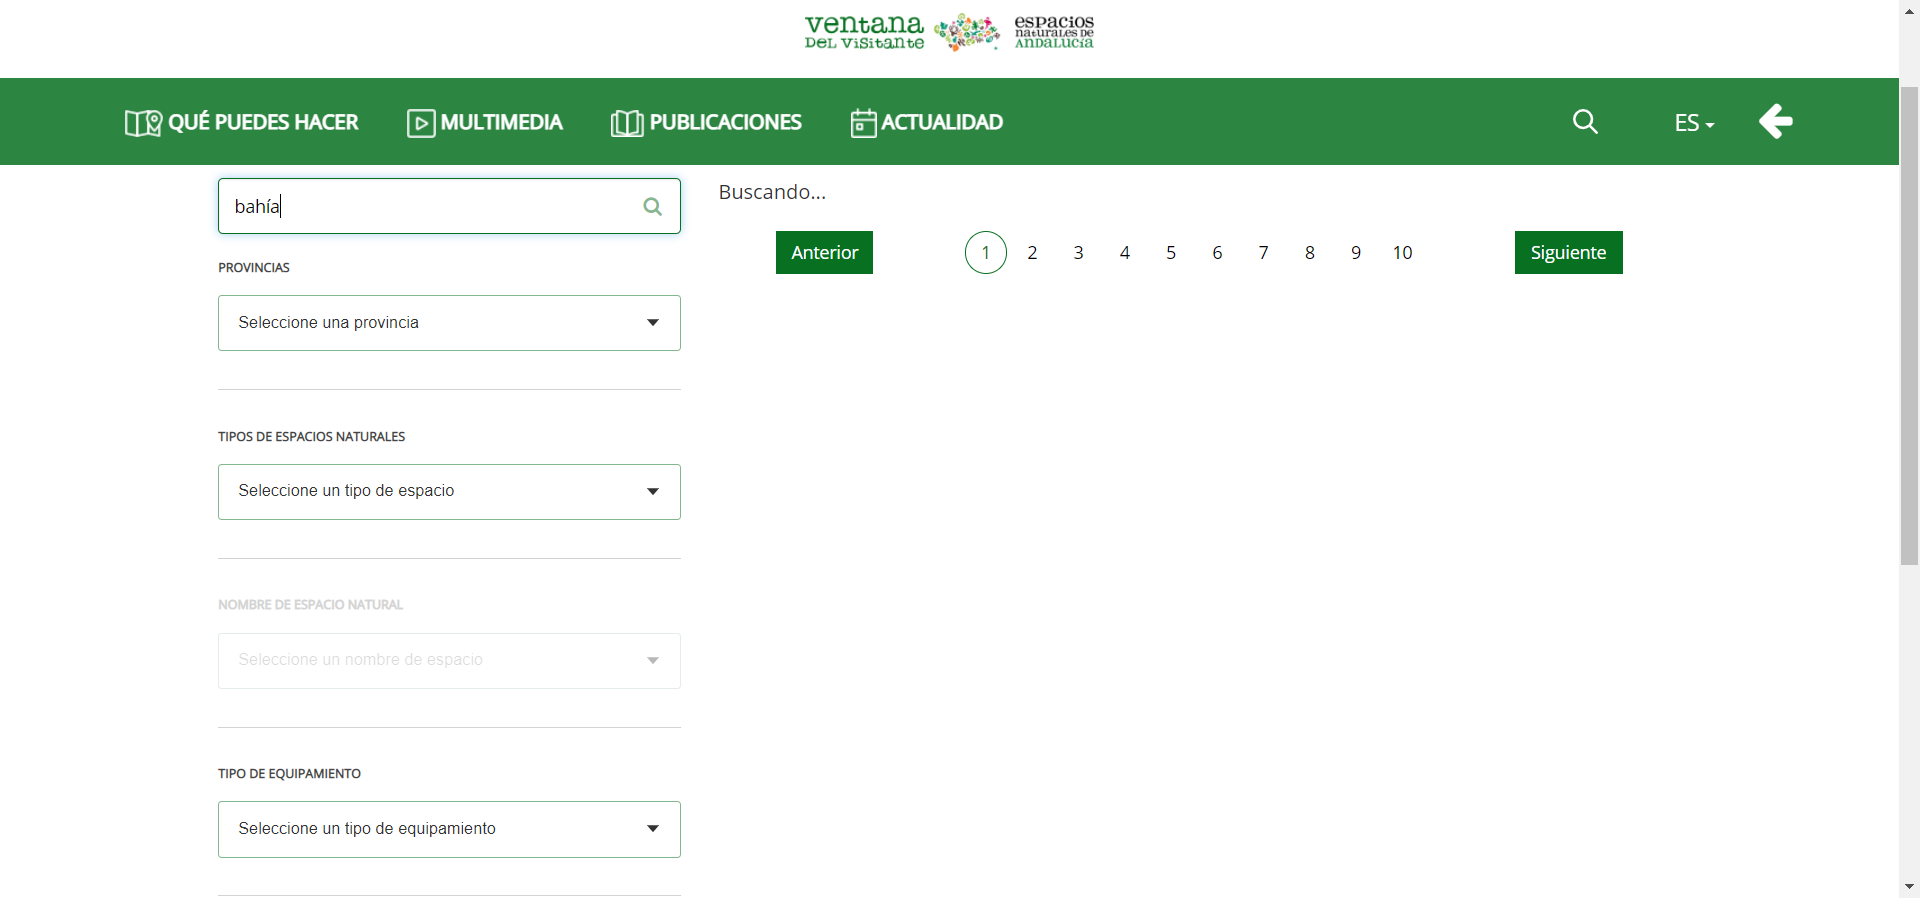 ventana
DEL VISITANTE
espacios
naturales de
ANDALUCÍA
QUÉ PUEDES HACER
MULTIMEDIA
PUBLICACIONES
ACTUALIDAD
ES
bahía
Buscando...
Anterior 1 2 3 4 5 6 7 8 9 10 Siguiente
PROVINCIAS
Seleccione una provincia
TIPOS DE ESPACIOS NATURALES
Seleccione un tipo de espacio
NOMBRE DE ESPACIO NATURAL
Seleccione un nombre de espacio
TIPO DE EQUIPAMIENTO
Seleccione un tipo de equipamiento